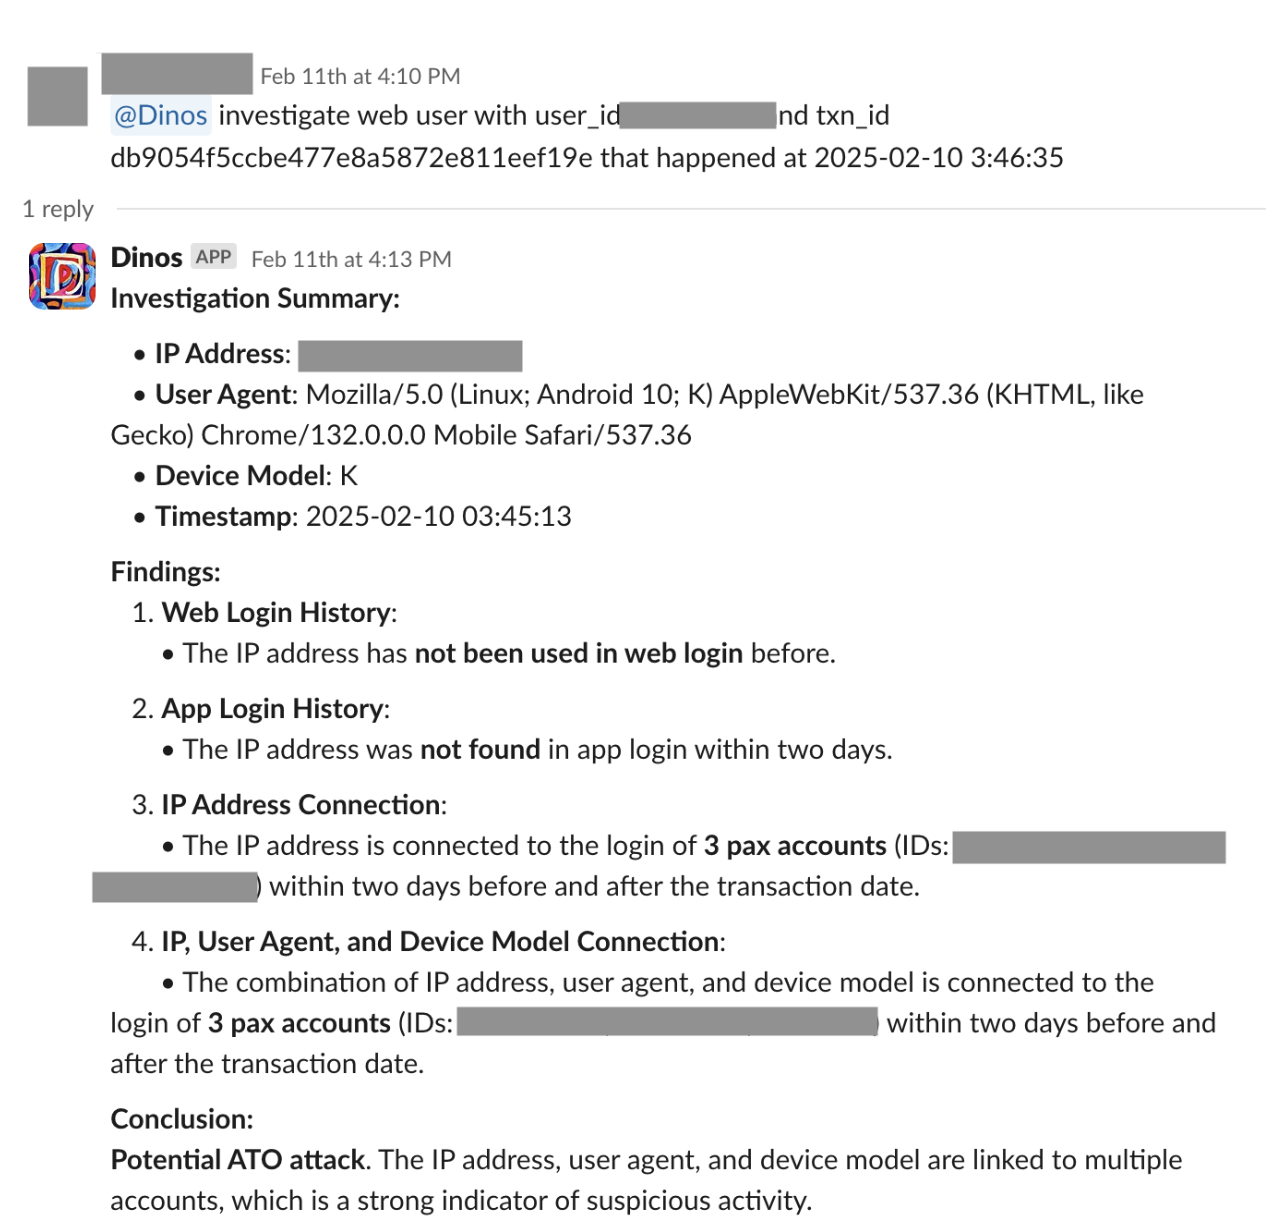 Feb 11th at 4:10 PM
@Dinos investigate web user with user_id nd txn_id
db9054f5ccbe477e8a5872e811eef19e that happened at 2025-02-10 3:46:35
1 reply
Dinos APP Feb 11th at 4:13 PM
Investigation Summary:
• IP Address:
• User Agent: Mozilla/5.0 (Linux; Android 10; K) AppleWebKit/537.36 (KHTML, like
Gecko) Chrome/132.0.0.0 Mobile Safari/537.36
• Device Model: K
• Timestamp: 2025-02-10 03:45:13
Findings:
1. Web Login History:
• The IP address has not been used in web login before.
2. App Login History:
• The IP address was not found in app login within two days.
3. IP Address Connection:
• The IP address is connected to the login of 3 pax accounts (IDs:
) within two days before and after the transaction date.
4. IP, User Agent, and Device Model Connection:
• The combination of IP address, user agent, and device model is connected to the
login of 3 pax accounts (IDs: ) within two days before and
after the transaction date.
Conclusion:
Potential ATO attack. The IP address, user agent, and device model are linked to multiple
accounts, which is a strong indicator of suspicious activity.